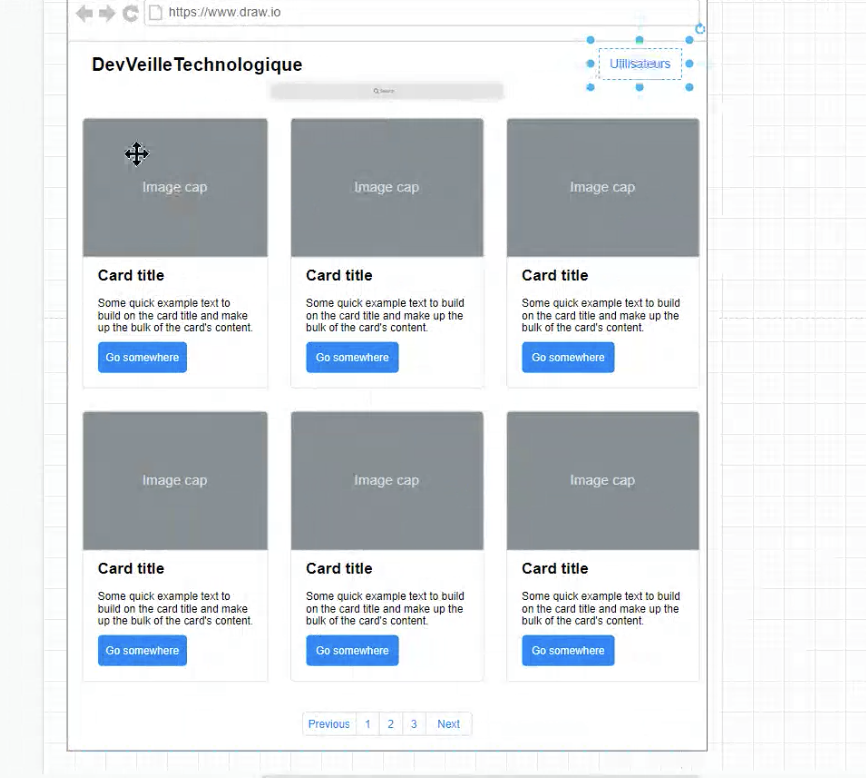 https://www.draw.io
DevVeilleTechnologique
Utilisateurs
Search
Image cap
Image cap
Image cap
Card title
Some quick example text to
build on the card title and make
up the bulk of the card's content.
Go somewhere
Card title
Some quick example text to build
on the card title and make up the
bulk of the card's content.
Go somewhere
Card title
Some quick example text to build
on the card title and make up the
bulk of the card's content.
Go somewhere
Image cap
Image cap
Image cap
Card title
Some quick example text to
build on the card title and make
up the bulk of the card's content.
Go somewhere
Card title
Some quick example text to build
on the card title and make up the
bulk of the card's content.
Go somewhere
Card title
Some quick example text to build
on the card title and make up the
bulk of the card's content.
Go somewhere
Previous 1 2 3 Next